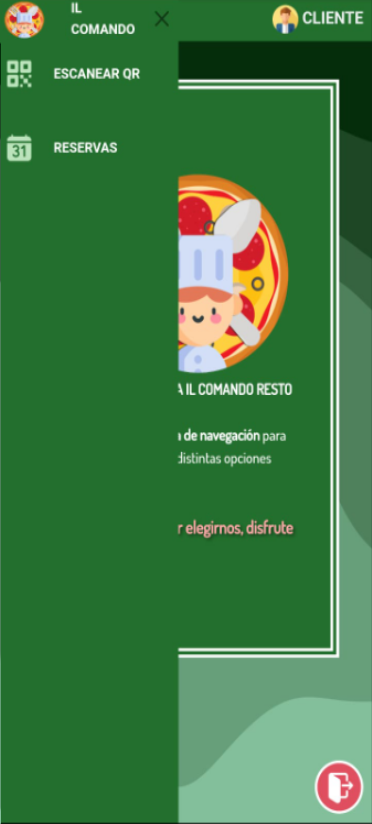 IL
COMANDO
CLIENTE
ESCANEAR QR
31
RESERVAS
A IL COMANDO RESTO
de navegación para
distintas opciones
r elegirnos, disfrute